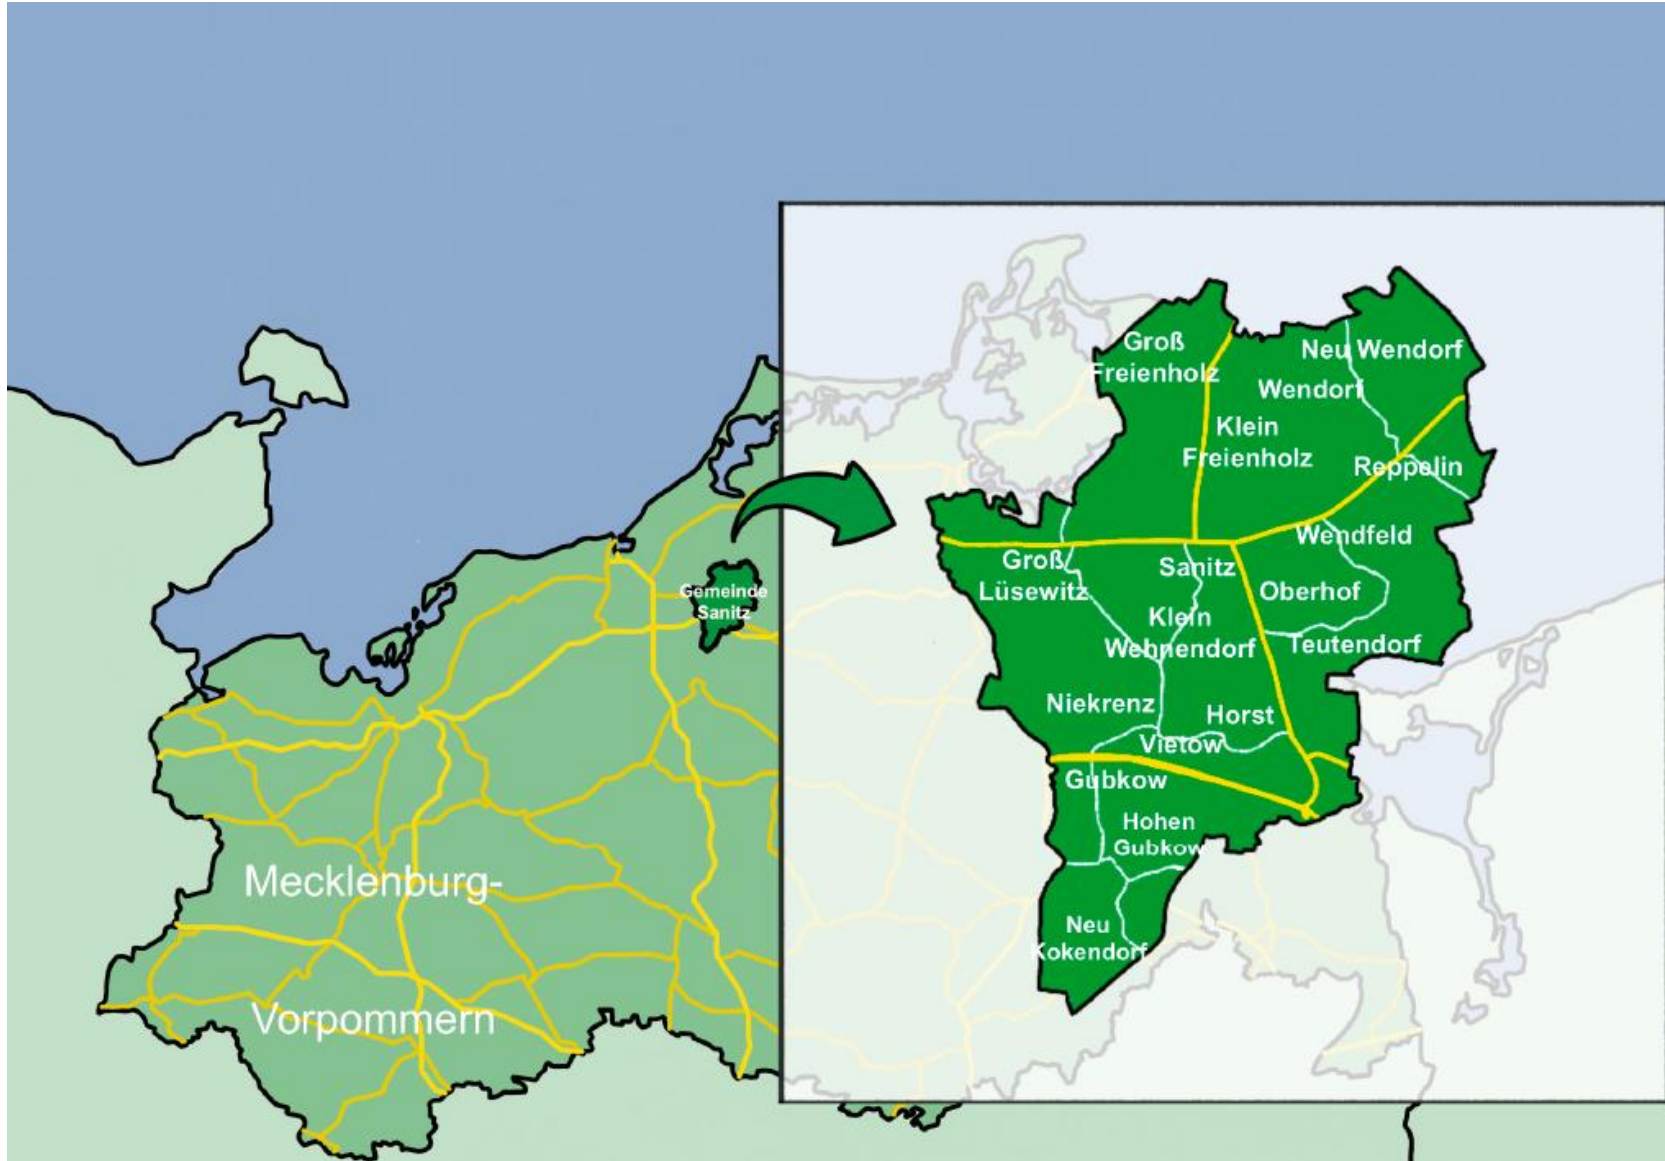 Gemeinde
Sanitz
Mecklenburg-
Vorpommern
Groß
Freienholz
Neu Wendorf
Wendorf
Klein
Freienholz
Reppelin
Wendfeld
Groß
Lüsewitz
Sanitz
Oberhof
Klein
Wehnendorf
Teutendorf
Niekrenz
Horst
Vietow
Gubkow
Hohen
Gubkow
Neu
Kokendorf